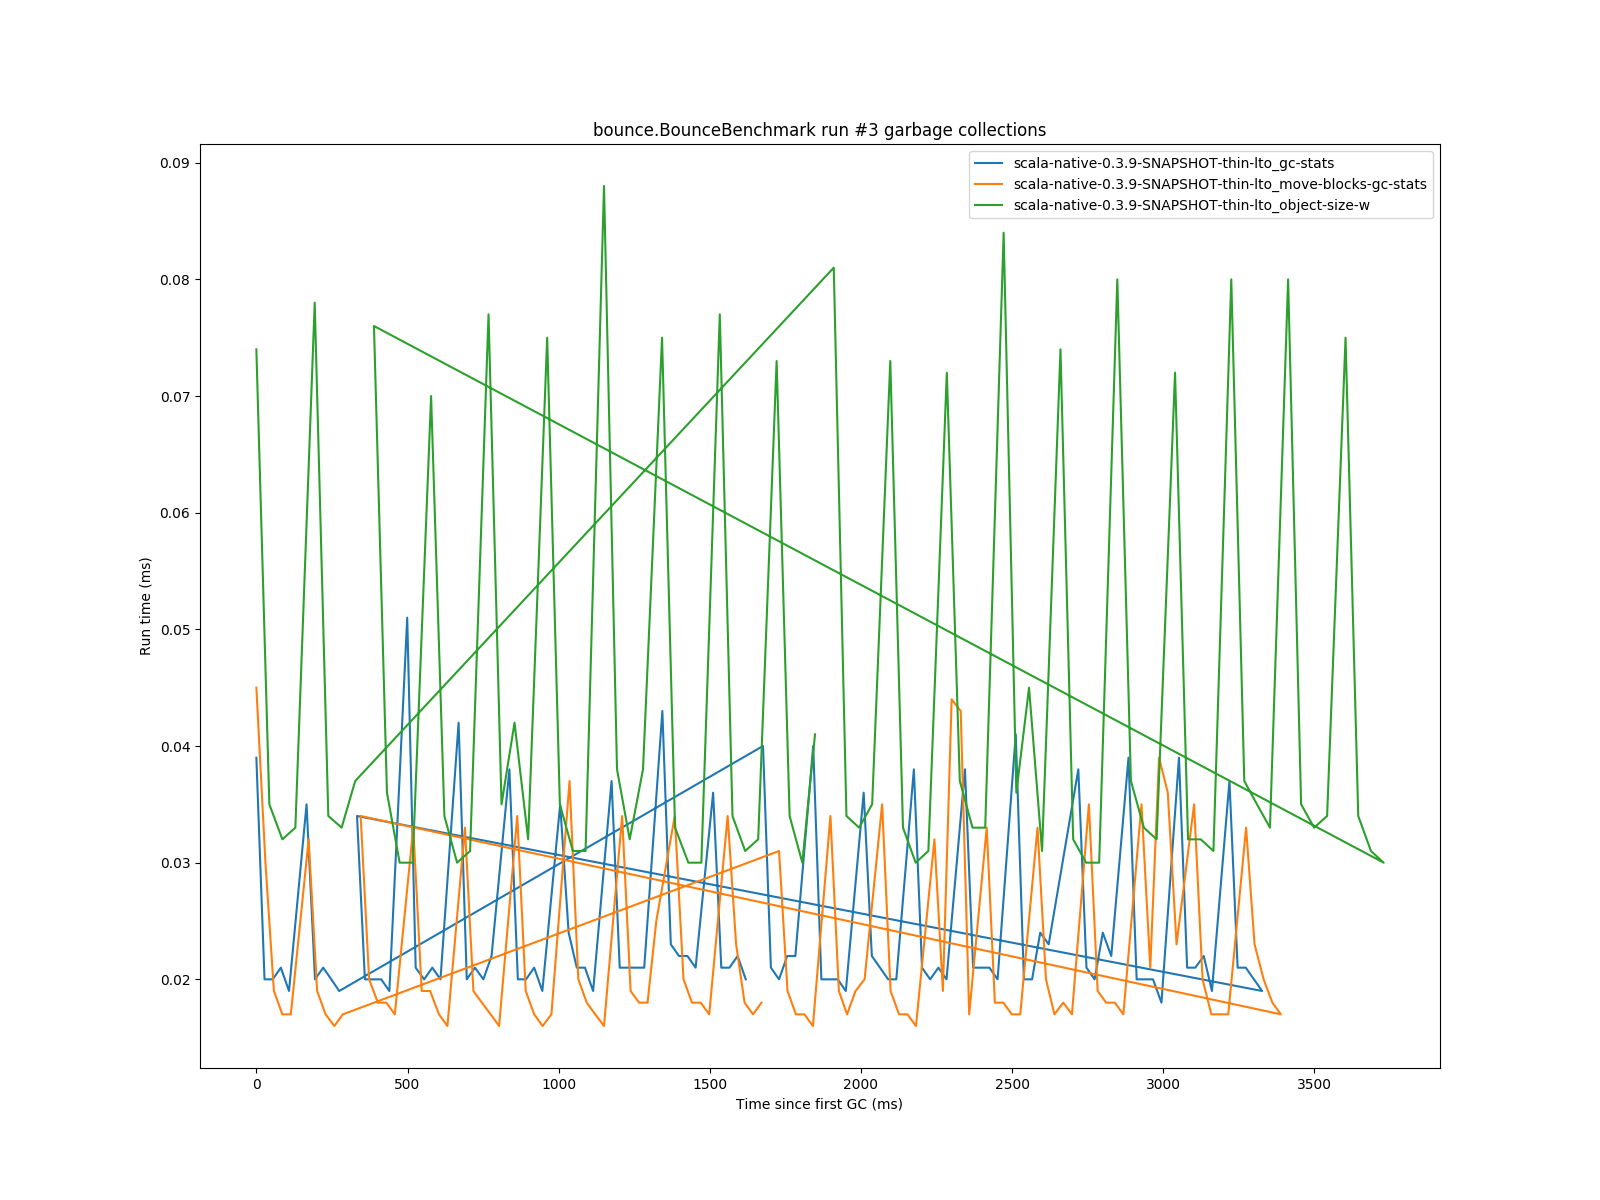 bounce.BounceBenchmark run #3 garbage collections
scala-native-0.3.9-SNAPSHOT-thin-lto_gc-stats
scala-native-0.3.9-SNAPSHOT-thin-lto_move-blocks-gc-stats
scala-native-0.3.9-SNAPSHOT-thin-lto_object-size-w
0.09
0.08
0.07
0.06
0.05
0.04
0.03
0.02
Run time (ms)
0 500 1000 1500 2000 2500 3000 3500
Time since first GC (ms)